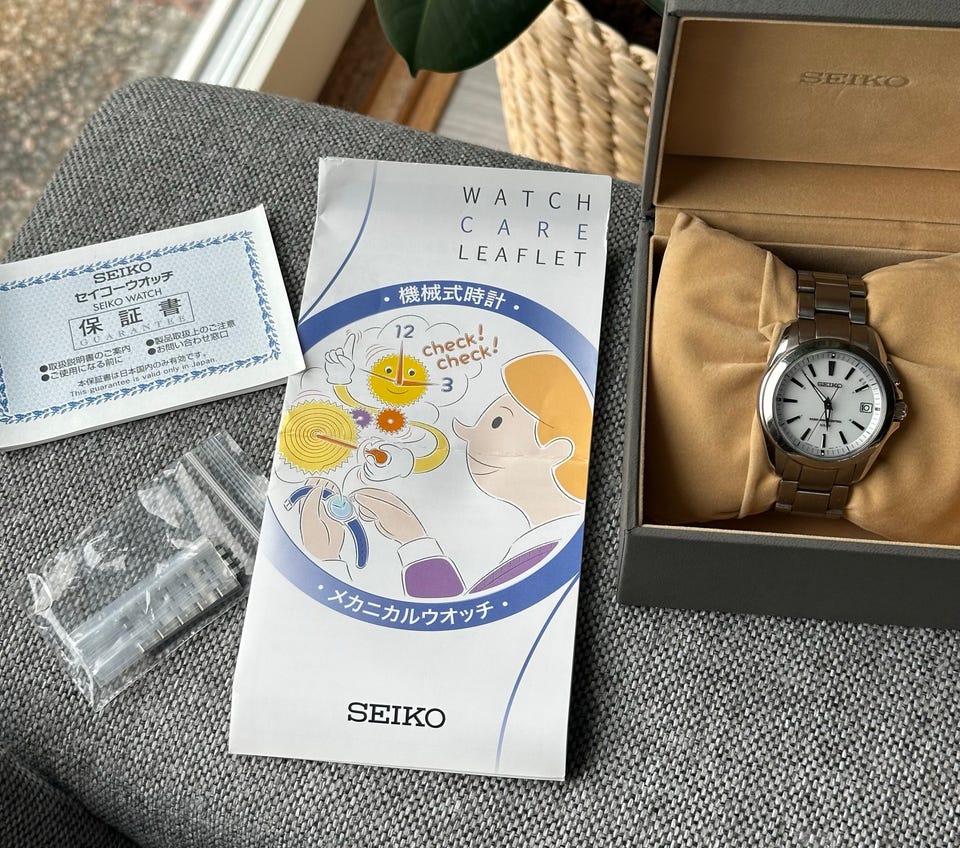 SEIKO
セイコーウオッチ
SEIKO WATCH
保証書
GUARANTEE
●取扱説明書のご案内 ●製品取扱上のご注意
●ご使用になる前に ●お問い合わせ窓口
本保証書は日本国内のみ有効です。
This guarantee is valid only in Japan.
WATCH
CARE
LEAFLET
・機械式時計・
12
check!
check!
3
・メカニカルウオッチ・
SEIKO
SEIKO
SEIKO